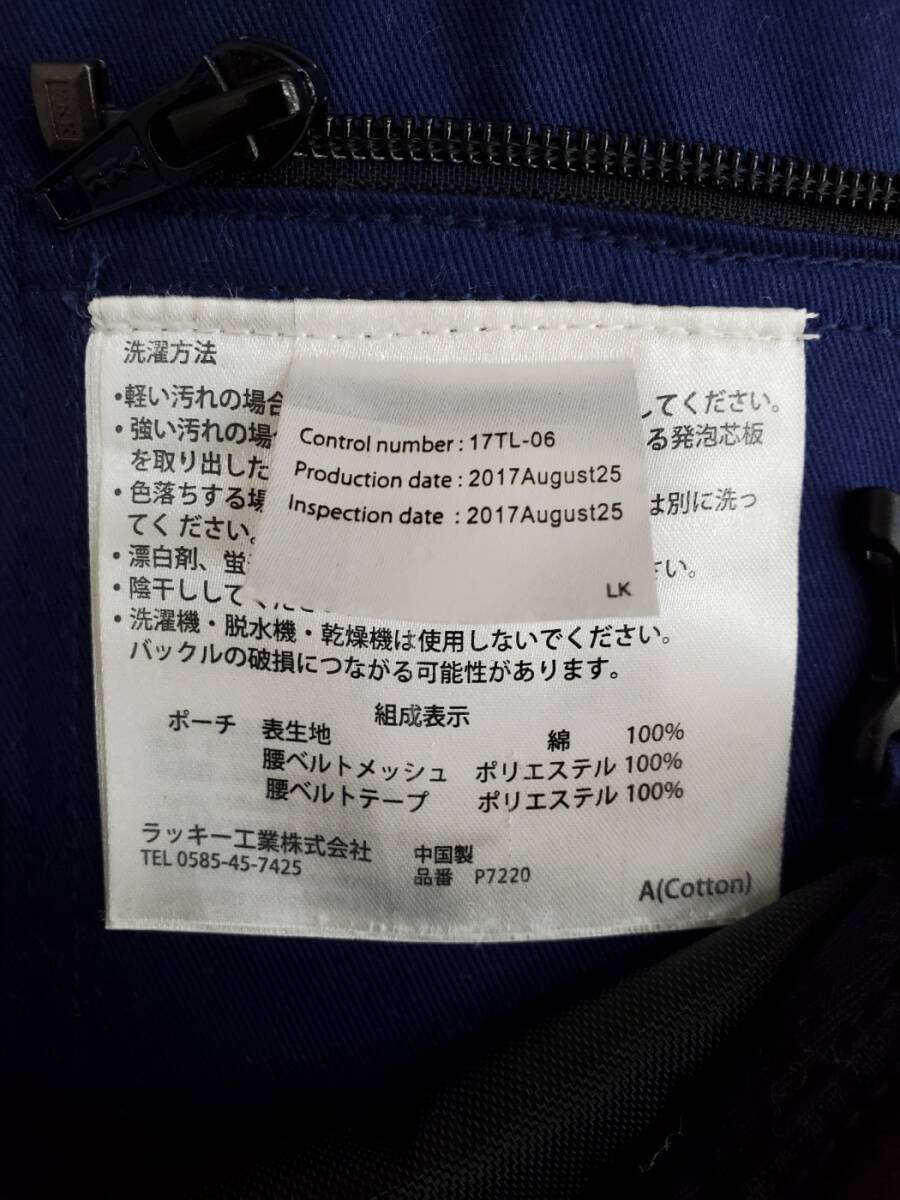 洗濯方法
・軽い汚れの場合 してください。
・強い汚れの場 る発泡芯板
を取り出した
・色落ちする場 は別に洗っ
てください。
・漂白剤、蛍 さい。
・陰干ししてくださ
・洗濯機・脱水機・乾燥機は使用しないでください。
バックルの破損につながる可能性があります。
Control number : 17TL-06
Production date : 2017August25
Inspection date : 2017August25
LK
組成表示
ポーチ 表生地 綿 100%
腰ベルトメッシュ ポリエステル 100%
腰ベルトテープ ポリエステル 100%
ラッキー工業株式会社
TEL 0585-45-7425
中国製
品番 P7220
A(Cotton)